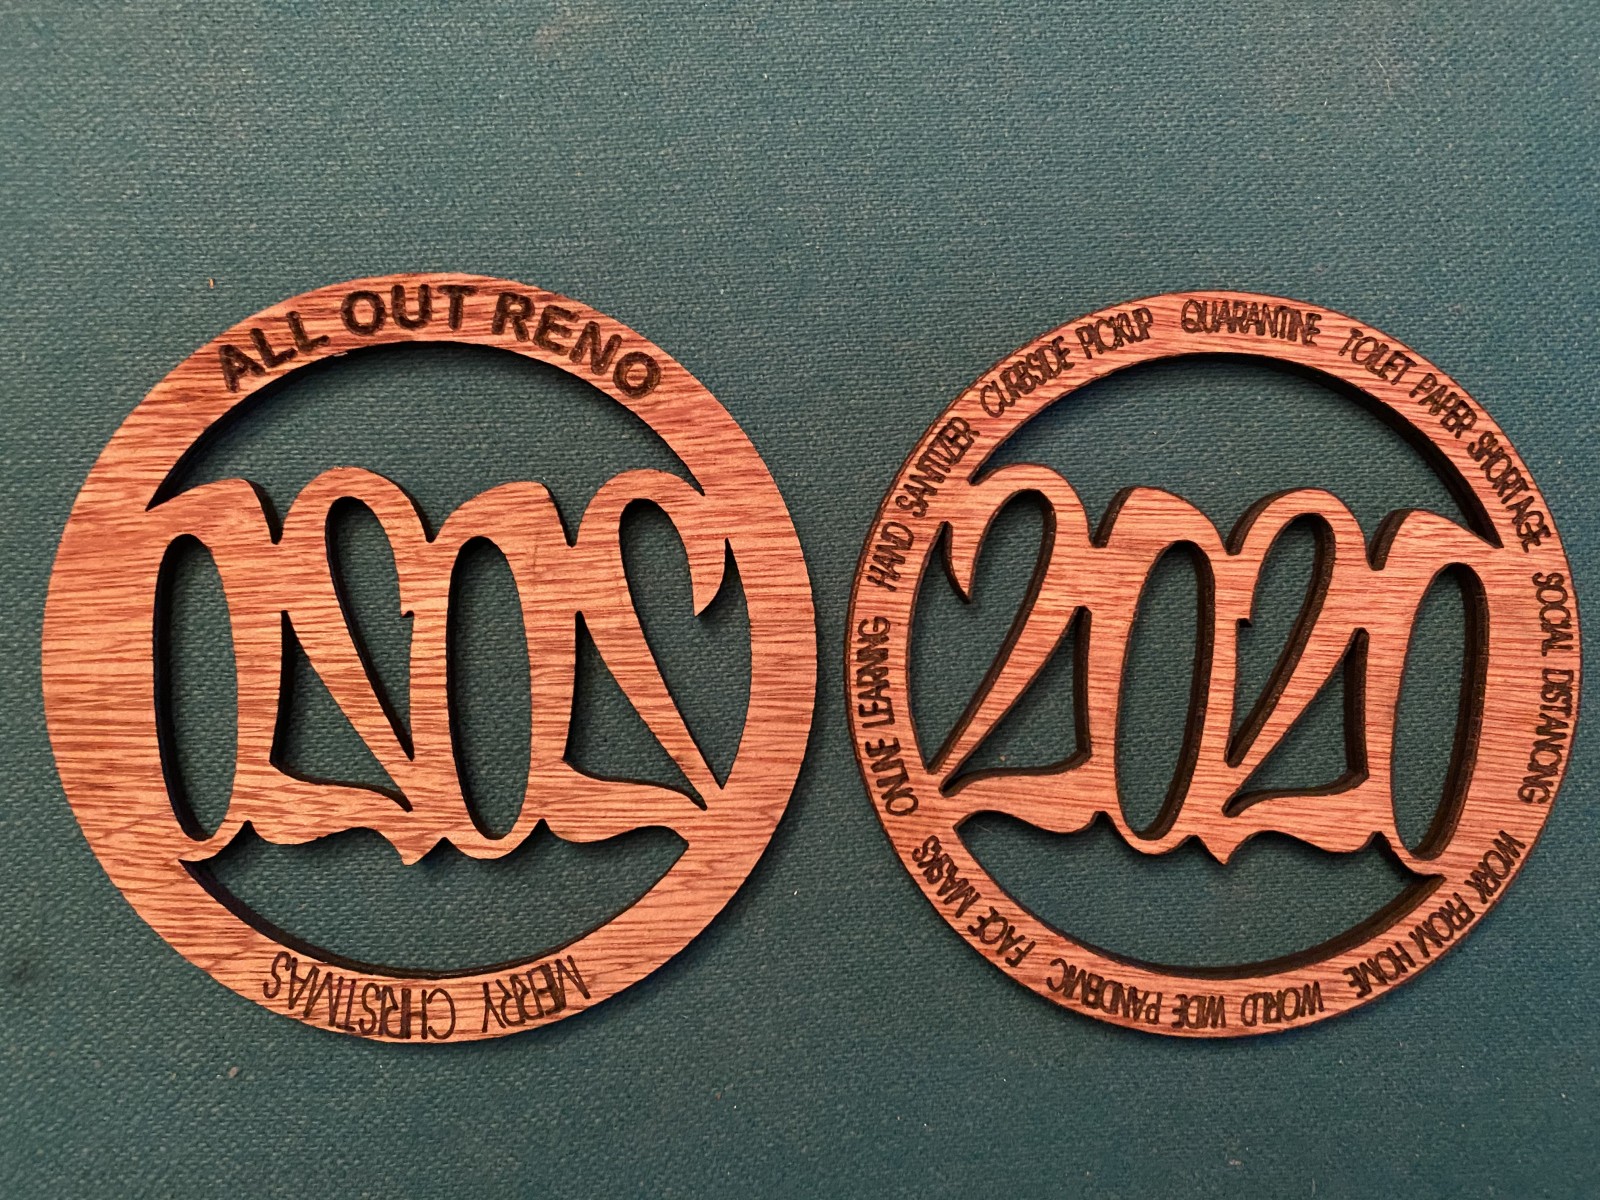 ALL OUT RENO
MERRY CHRISTMAS
2020
QUARANTINE
TOILET PAPER SHORTAGE
SOCIAL DISTANCING
WORK FROM HOME
WORLD WIDE PANDEMIC
FACE MASKS
ONLINE LEARNING
HAND SANITIZER
CURBSIDE PICKUP